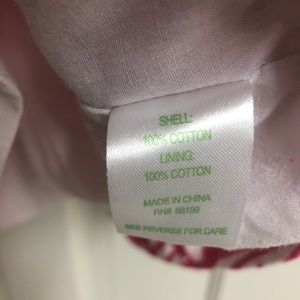 SHELL:
100% COTTON
LINING:
100% COTTON
MADE IN CHINA
RN# 88189
SEE REVERSE FOR CARE